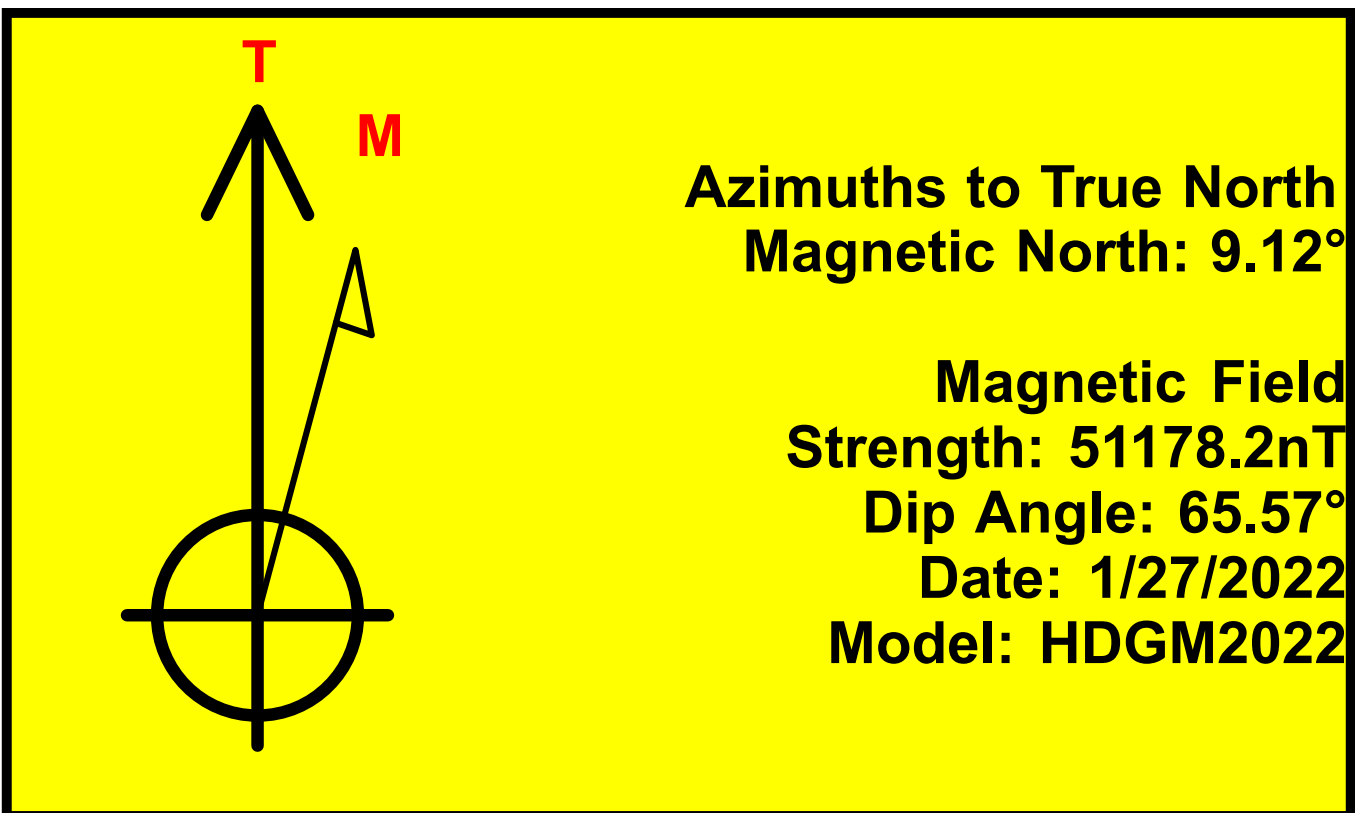 T
M
Azimuths to True North
Magnetic North: 9.12°
Magnetic Field
Strength: 51178.2nT
Dip Angle: 65.57°
Date: 1/27/2022
Model: HDGM2022